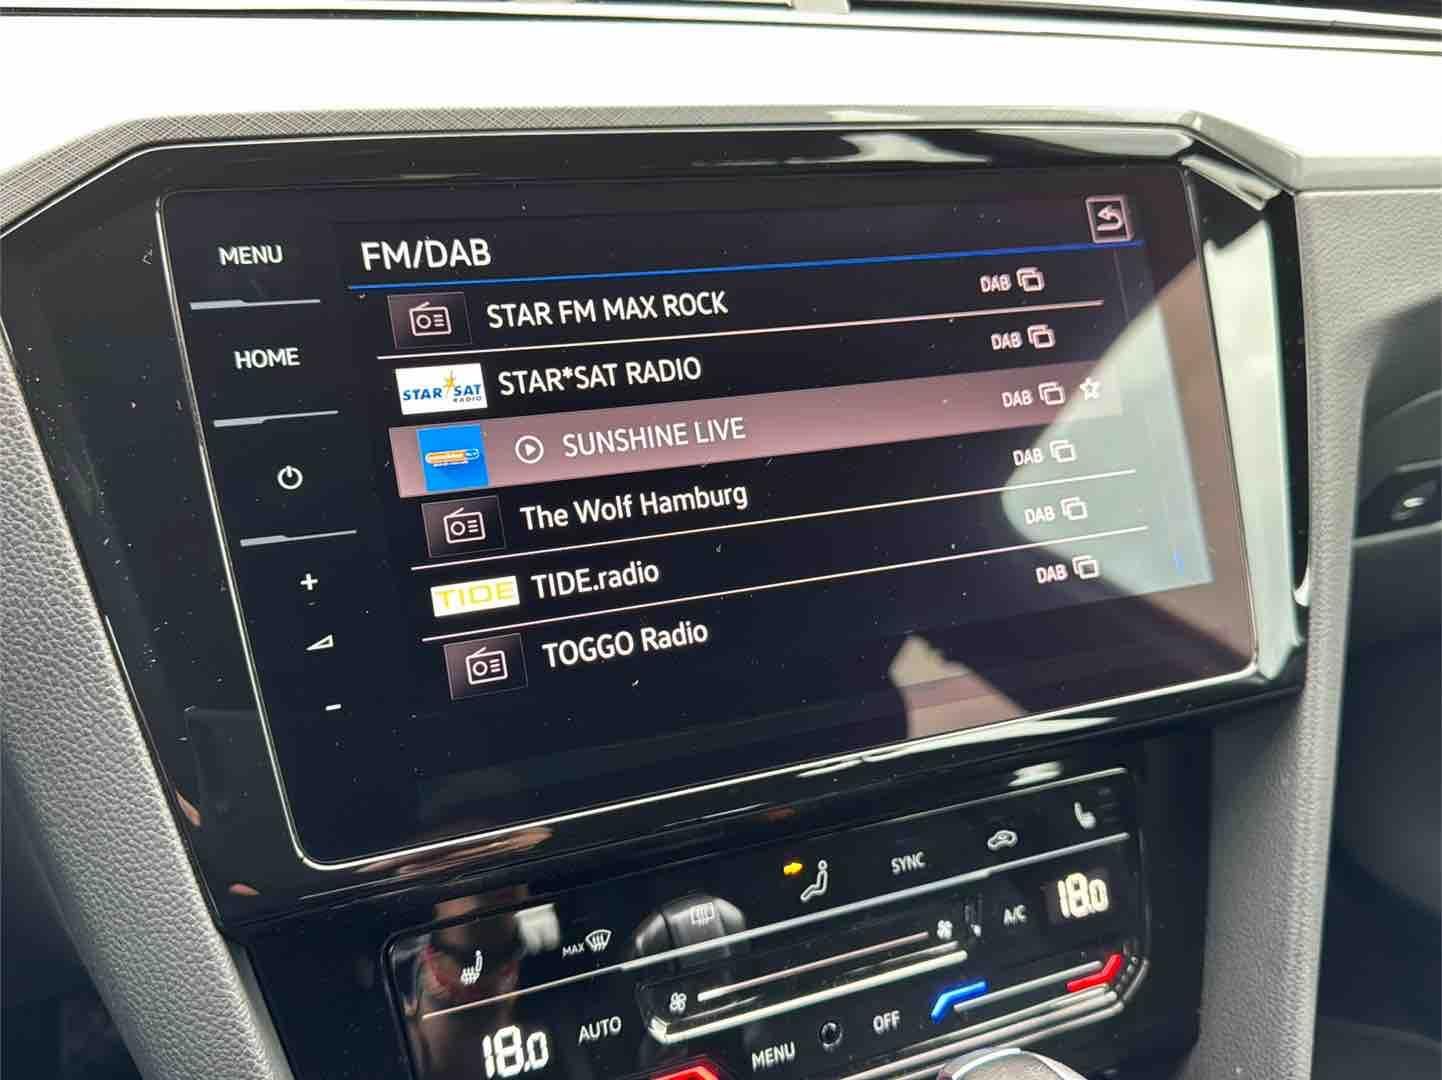 MENU
FM/DAB
STAR FM MAX ROCK DAB
HOME
STAR SAT RADIO
STAR*SAT RADIO DAB
SUNSHINE LIVE DAB
The Wolf Hamburg DAB
TIDE
TIDE.radio DAB
+
TOGGO Radio DAB
-
SYNC
MAX
A/C
18.0
18.0
AUTO
MENU
OFF